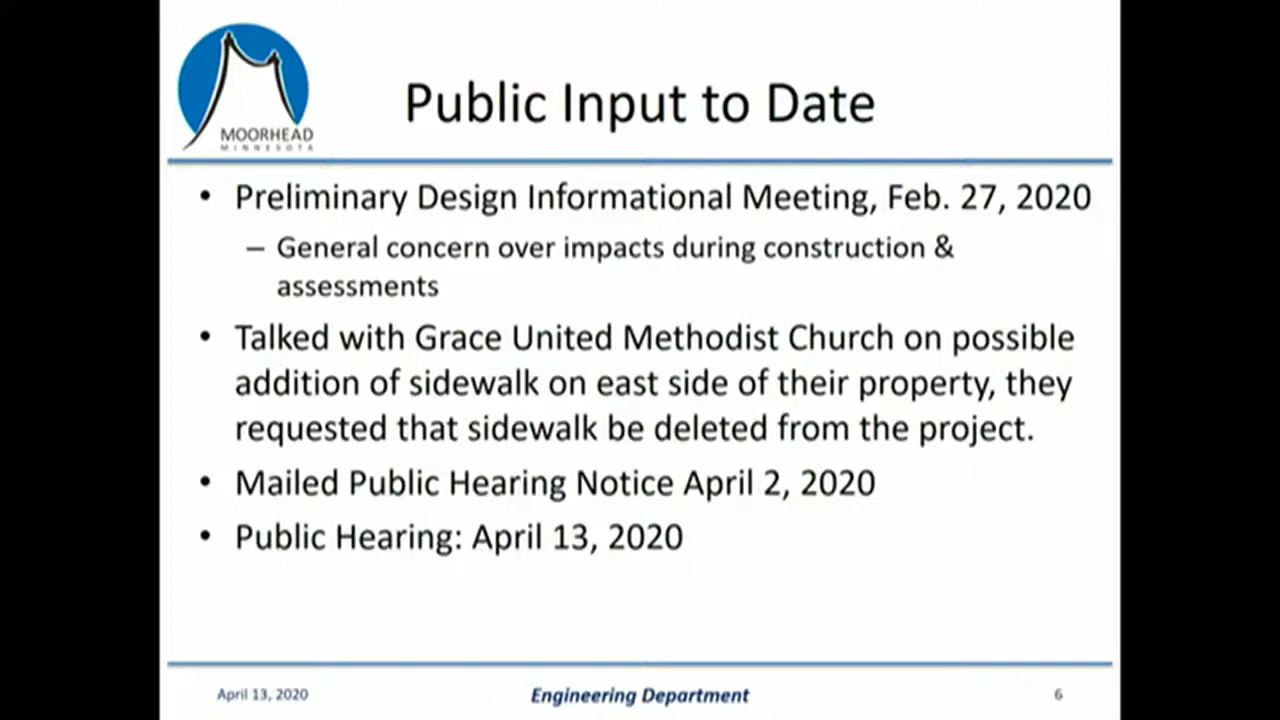 MOORHEAD
MINNESOTA
Public Input to Date
• Preliminary Design Informational Meeting, Feb. 27, 2020
– General concern over impacts during construction &
assessments
• Talked with Grace United Methodist Church on possible
addition of sidewalk on east side of their property, they
requested that sidewalk be deleted from the project.
• Mailed Public Hearing Notice April 2, 2020
• Public Hearing: April 13, 2020
April 13, 2020
Engineering Department
6